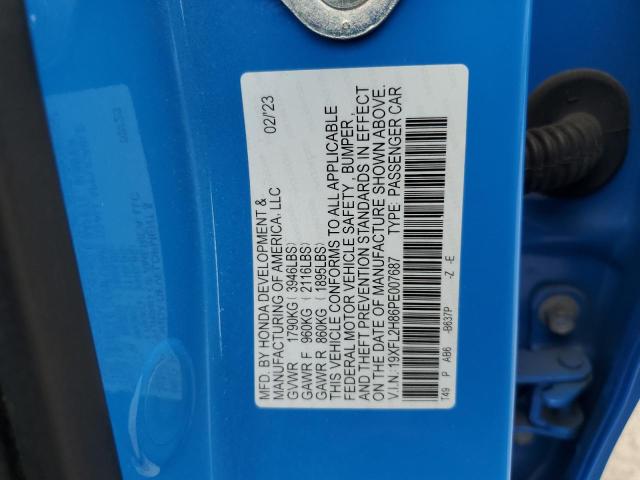 MFD. BY HONDA DEVELOPMENT & 02/'23
MANUFACTURING OF AMERICA, LLC
GVWR 1790KG (3946LBS)
GAWR F 960KG (2116LBS)
GAWR R 860KG (1895LBS)
THIS VEHICLE CONFORMS TO ALL APPLICABLE
FEDERAL MOTOR VEHICLE SAFETY, BUMPER,
AND THEFT PREVENTION STANDARDS IN EFFECT
ON THE DATE OF MANUFACTURE SHOWN ABOVE.
V.I.N.: 19XFL2H86PE007687 TYPE: PASSENGER CAR
T49 P AB6 -B637P -Z -E